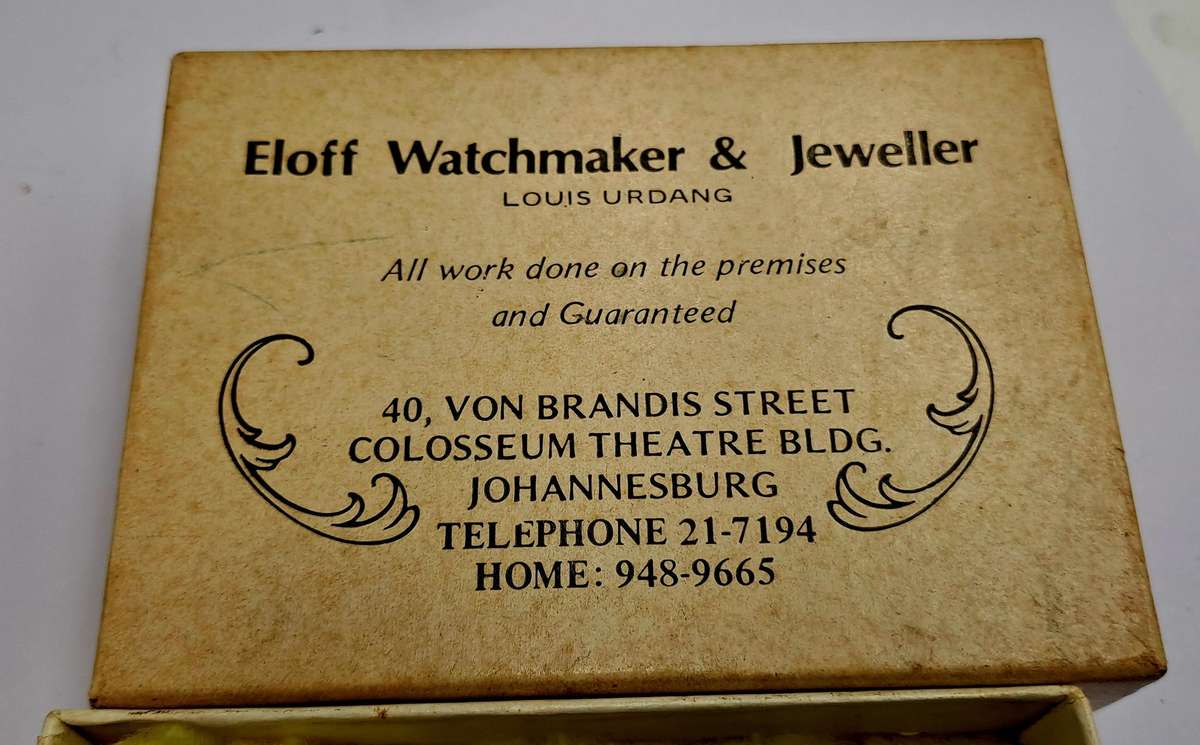 Eloff Watchmaker & Jeweller
LOUIS URDANG
All work done on the premises
and Guaranteed
40, VON BRANDIS STREET
COLOSSEUM THEATRE BLDG.
JOHANNESBURG
TELEPHONE 21-7194
HOME: 948-9665